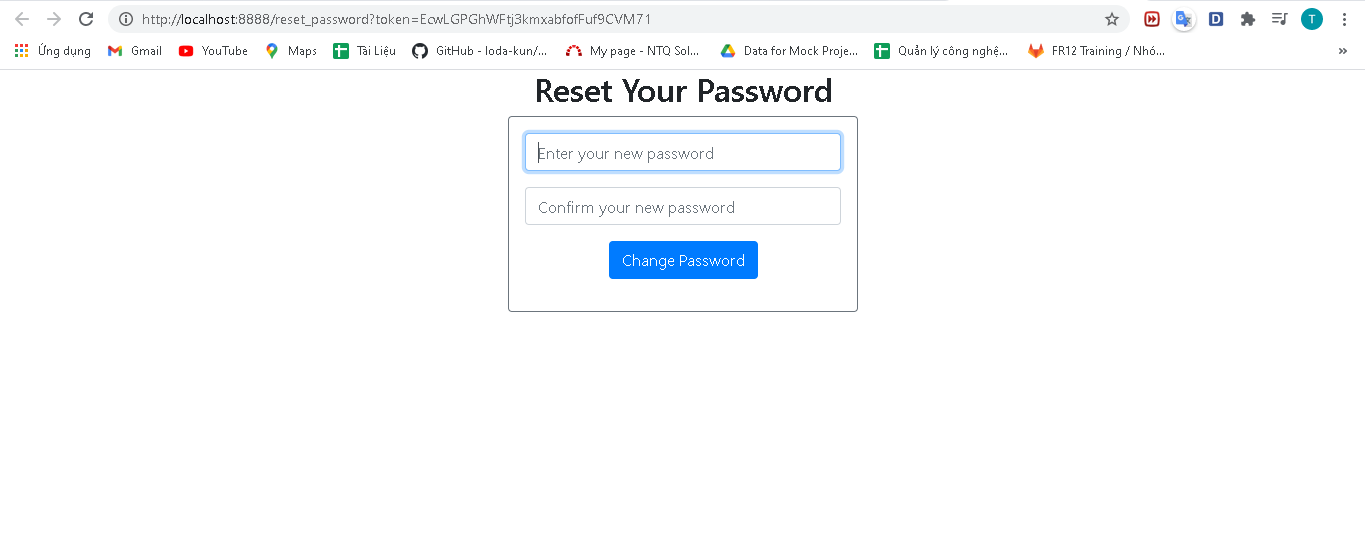 http://localhost:8888/reset_password?token=EcwLGPGhWFtj3kmxabfofFuf9CVM71
T
Ứng dụng Gmail YouTube Maps Tài Liệu GitHub - loda-kun/... My page - NTQ Sol... Data for Mock Proje... Quản lý công nghệ... FR12 Training / Nhó... »
Reset Your Password
Enter your new password
Confirm your new password
Change Password